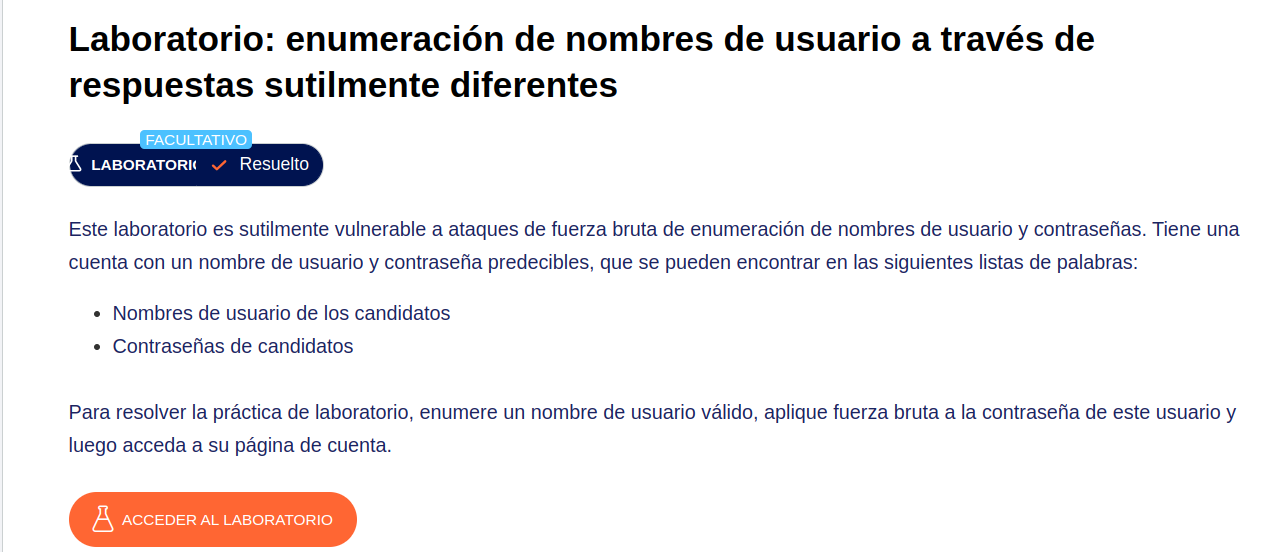 Laboratorio: enumeración de nombres de usuario a través de
respuestas sutilmente diferentes
FACULTATIVO
LABORATORIO Resuelto
Este laboratorio es sutilmente vulnerable a ataques de fuerza bruta de enumeración de nombres de usuario y contraseñas. Tiene una
cuenta con un nombre de usuario y contraseña predecibles, que se pueden encontrar en las siguientes listas de palabras:
Nombres de usuario de los candidatos
Contraseñas de candidatos
Para resolver la práctica de laboratorio, enumere un nombre de usuario válido, aplique fuerza bruta a la contraseña de este usuario y
luego acceda a su página de cuenta.
ACCEDER AL LABORATORIO